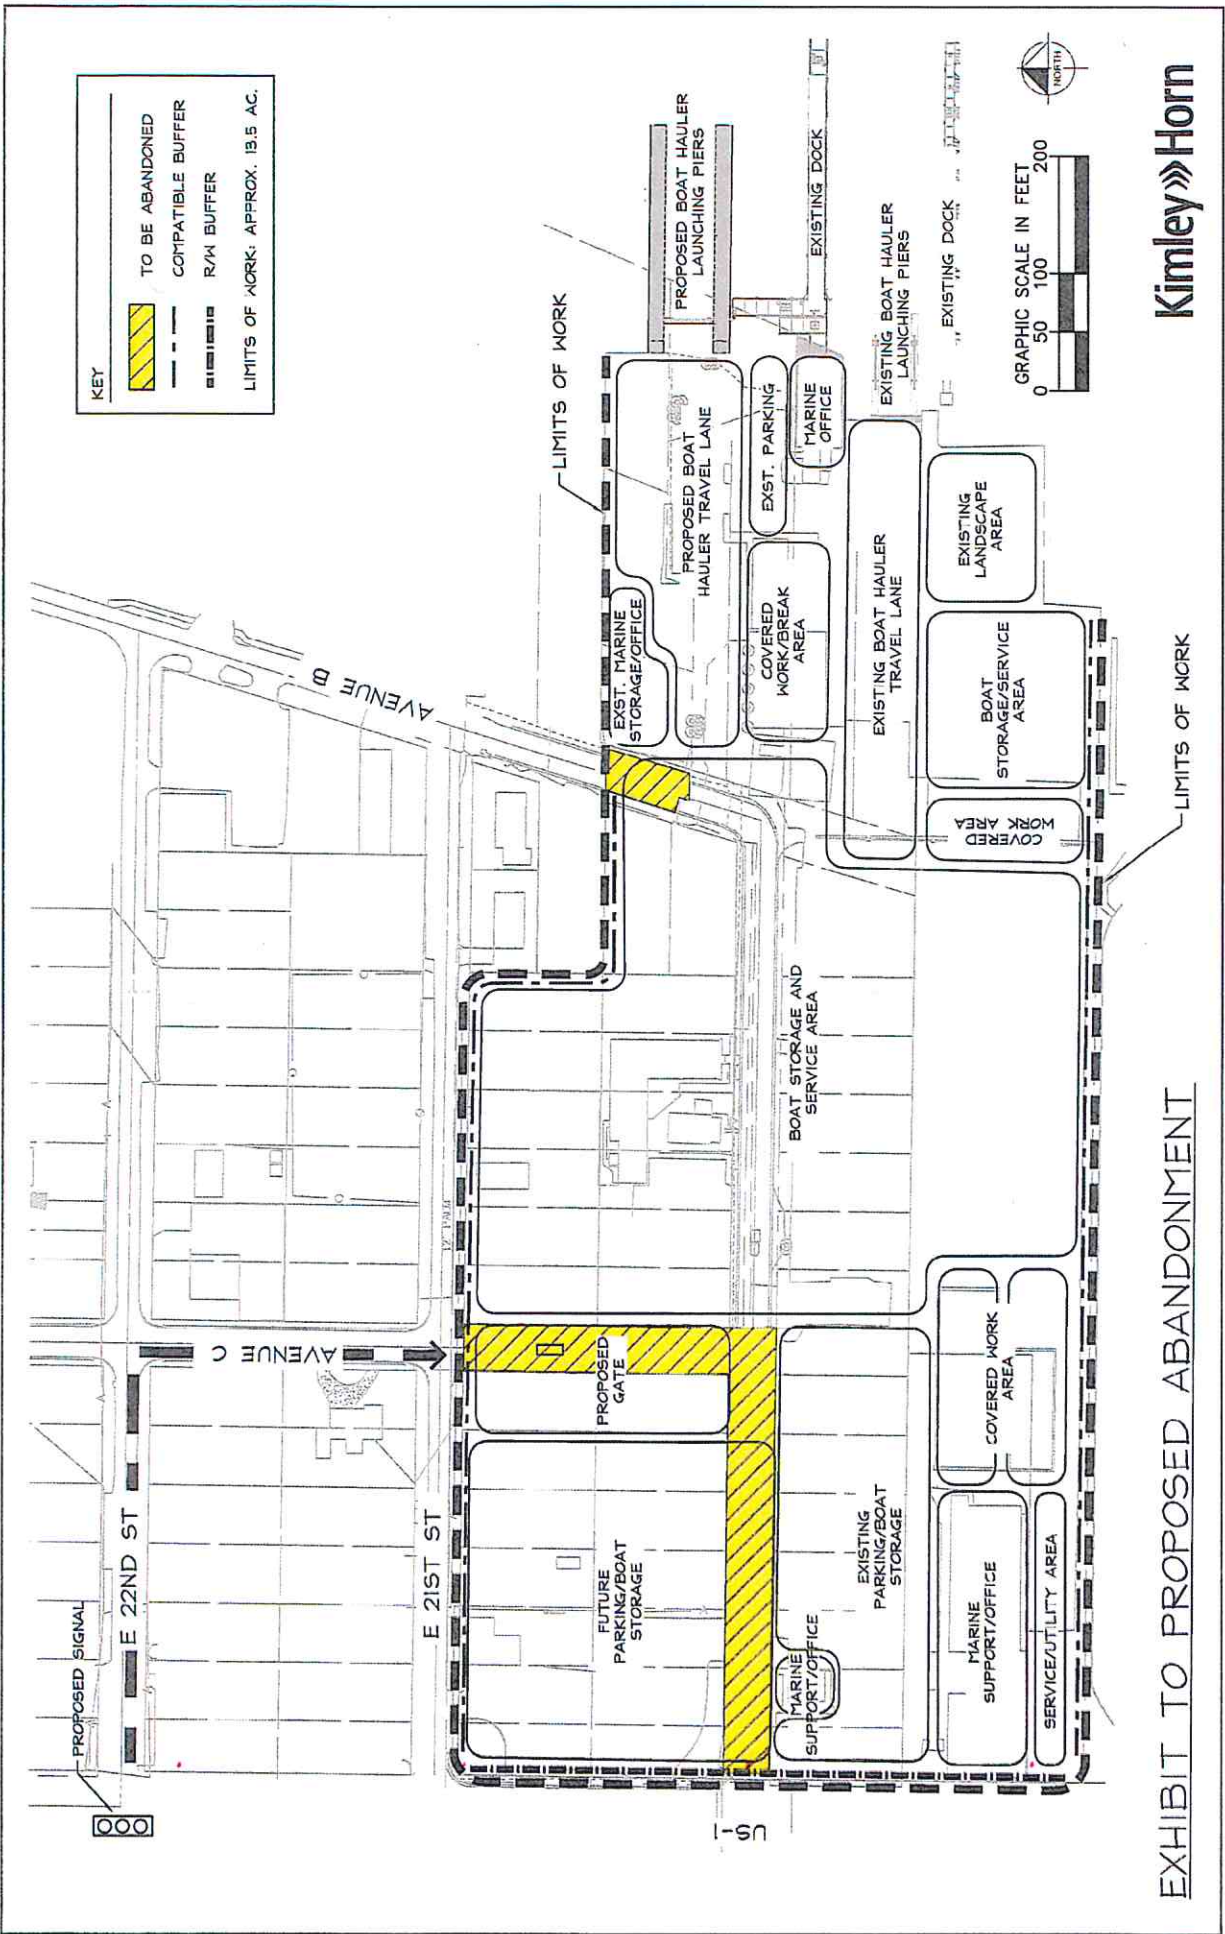 KEY
TO BE ABANDONED
COMPATIBLE BUFFER
R/W BUFFER
LIMITS OF WORK: APPROX. 13.5 AC.
PROPOSED SIGNAL
E 22ND ST
AVENUE C
AVENUE B
E 21ST ST
US-1
LIMITS OF WORK
PROPOSED BOAT HAULER
LAUNCHING PIERS
EXST. MARINE
STORAGE/OFFICE
PROPOSED BOAT
HAULER TRAVEL LANE
EXST. PARKING
MARINE
OFFICE
EXISTING DOCK
COVERED
WORK/BREAK
AREA
EXISTING BOAT HAULER
LAUNCHING PIERS
EXISTING DOCK
EXISTING BOAT HAULER
TRAVEL LANE
EXISTING
LANDSCAPE
AREA
BOAT
STORAGE/SERVICE
AREA
COVERED
WORK AREA
LIMITS OF WORK
FUTURE
PARKING/BOAT
STORAGE
PROPOSED
GATE
BOAT STORAGE AND
SERVICE AREA
MARINE
SUPPORT/OFFICE
EXISTING
PARKING/BOAT
STORAGE
COVERED WORK
AREA
MARINE
SUPPORT/OFFICE
SERVICE/UTILITY AREA
NORTH
GRAPHIC SCALE IN FEET
0 50 100 200
EXHIBIT TO PROPOSED ABANDONMENT
Kimley»Horn